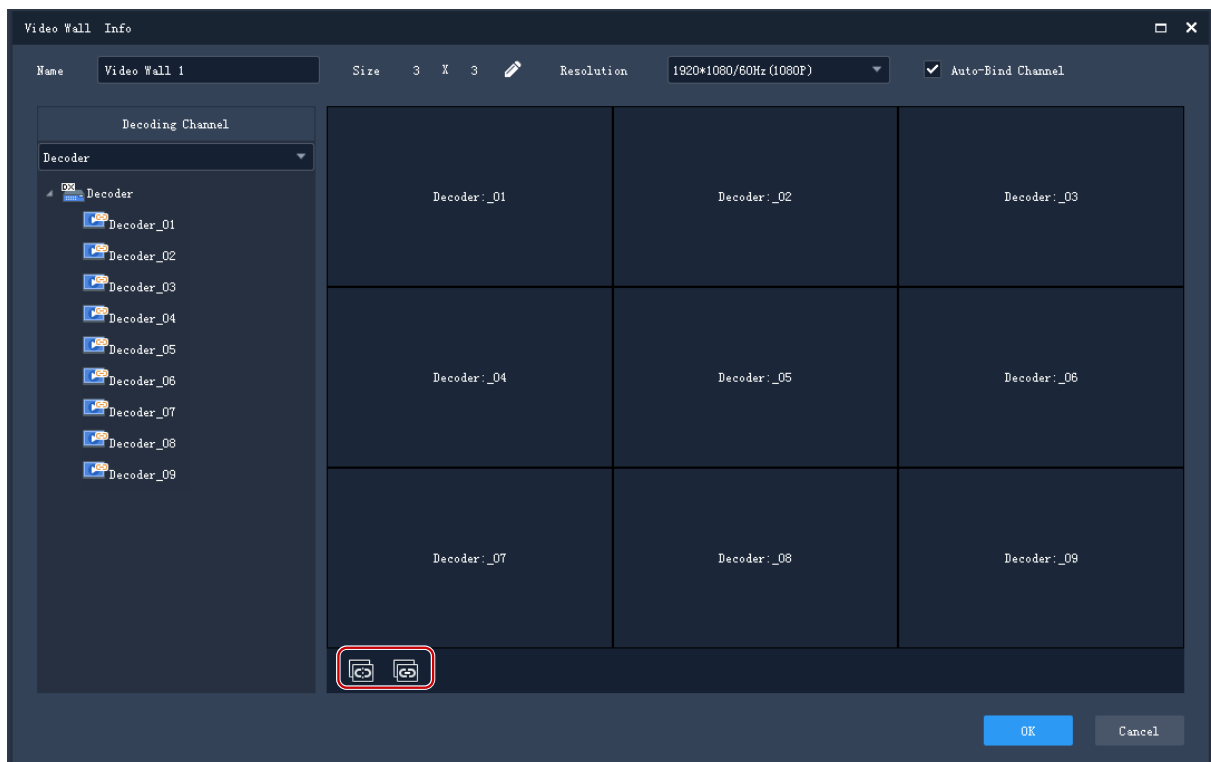 Video Wall Info
Name Video Wall 1 Size 3 X 3 Resolution 1920*1080/60Hz(1080P) Auto-Bind Channel
Decoding Channel
Decoder
DX Decoder
Decoder_01
Decoder_02
Decoder_03
Decoder_04
Decoder_05
Decoder_06
Decoder_07
Decoder_08
Decoder_09
Decoder:_01 Decoder:_02 Decoder:_03
Decoder:_04 Decoder:_05 Decoder:_06
Decoder:_07 Decoder:_08 Decoder:_09
OK Cancel